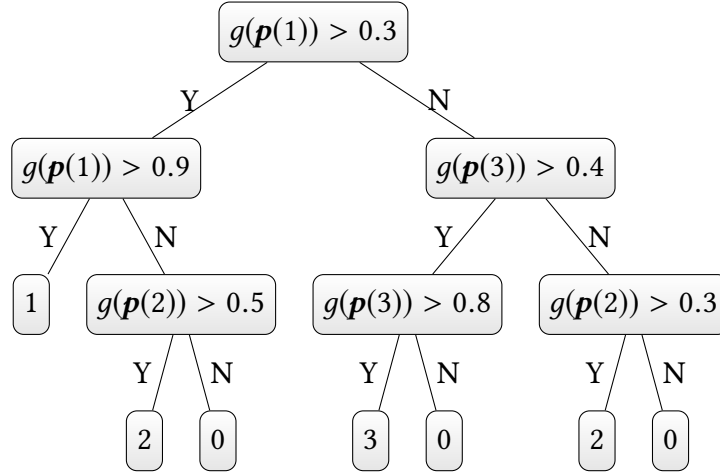 g(p(1)) > 0.3
Y N
g(p(1)) > 0.9 g(p(3)) > 0.4
Y N Y N
1 g(p(2)) > 0.5 g(p(3)) > 0.8 g(p(2)) > 0.3
Y N Y N Y N
2 0 3 0 2 0